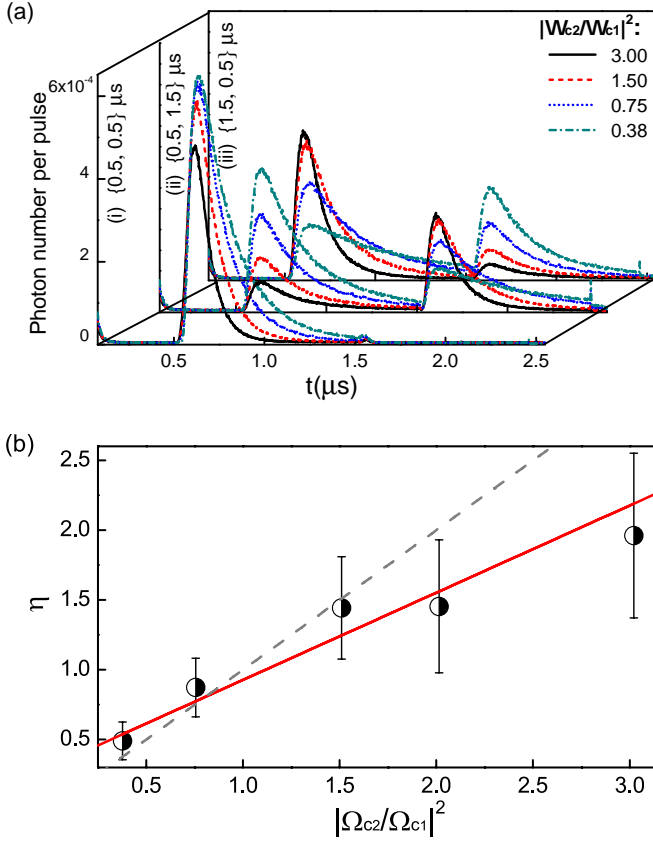 (a)
|Wc2/Wc1|²:
3.00
1.50
0.75
0.38
6x10⁻⁴
4
2
0
Photon number per pulse
(i) {0.5, 0.5} μs
(ii) {0.5, 1.5} μs
(iii) {1.5, 0.5} μs
0.5 1.0 1.5 2.0 2.5
t(μs)
(b)
2.5
2.0
1.5
1.0
0.5
η
0.5 1.0 1.5 2.0 2.5 3.0
|Ωc2/Ωc1|²